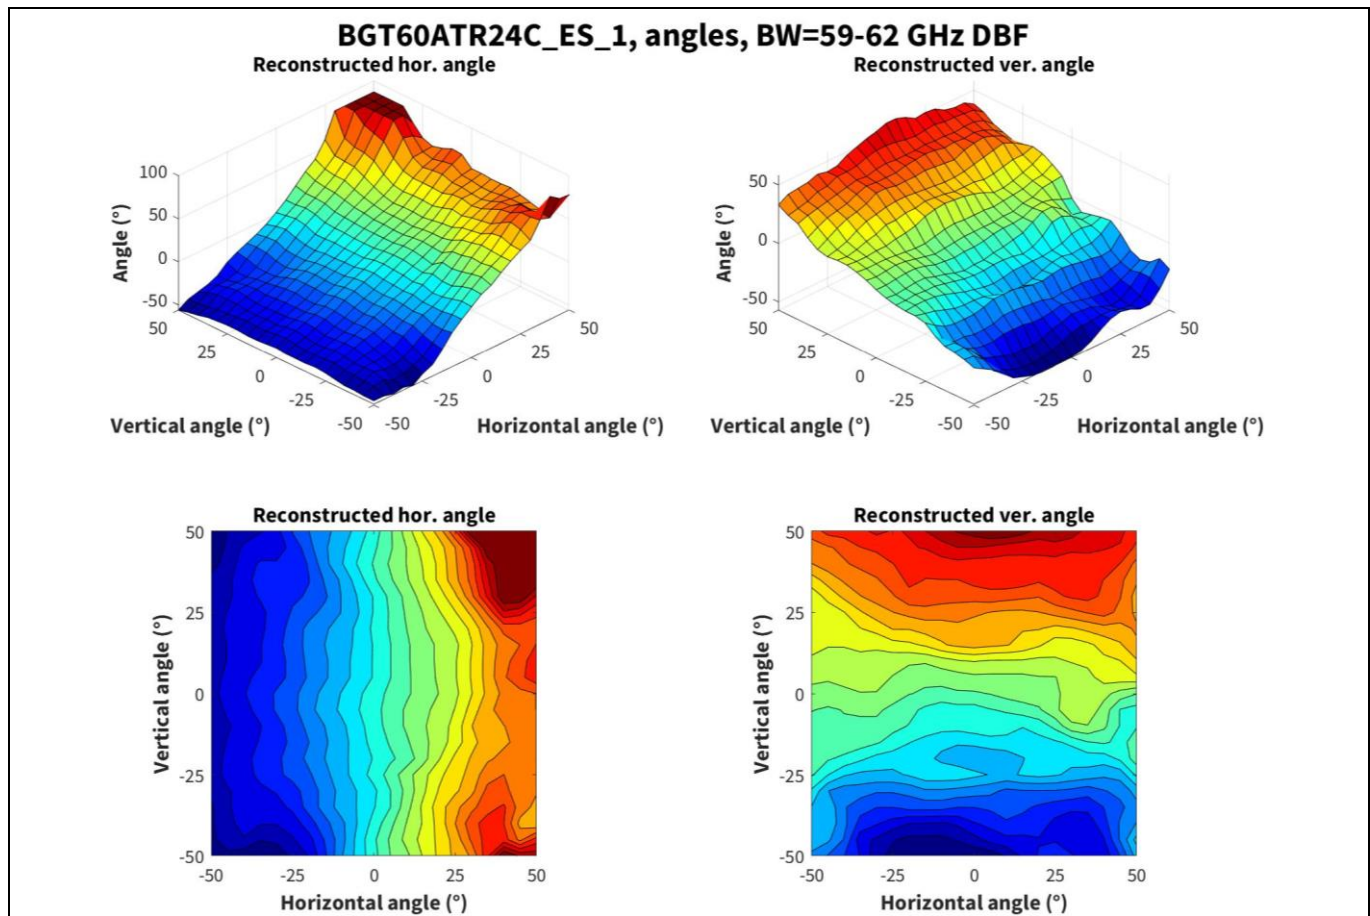 BGT60ATR24C_ES_1, angles, BW=59-62 GHz DBF
Reconstructed hor. angle
100
50
0
-50
Angle (°)
50
25
0
-25
-50
Vertical angle (°)
-50
-25
0
25
50
Horizontal angle (°)
Reconstructed ver. angle
50
0
-50
Angle (°)
50
25
0
-25
-50
Vertical angle (°)
-50
-25
0
25
50
Horizontal angle (°)
Reconstructed hor. angle
50
25
0
-25
-50
Vertical angle (°)
-50 -25 0 25 50
Horizontal angle (°)
Reconstructed ver. angle
50
25
0
-25
-50
Vertical angle (°)
-50 -25 0 25 50
Horizontal angle (°)